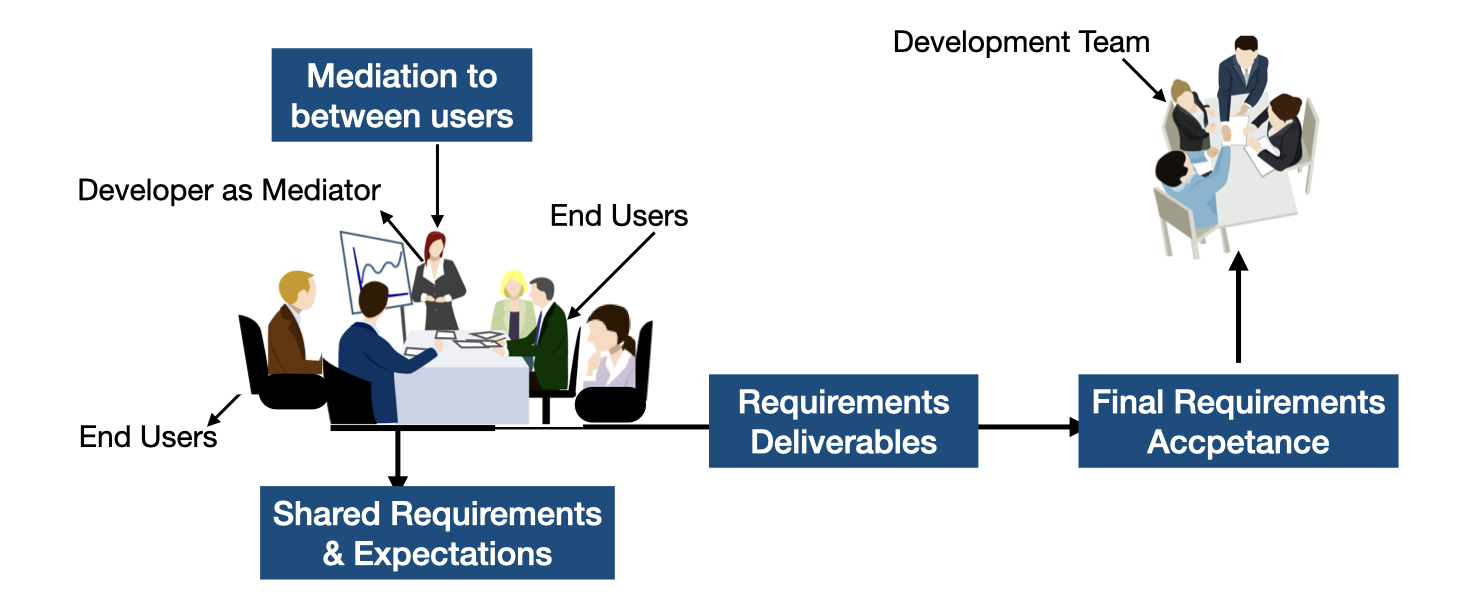 Development Team
Mediation to
between users
Developer as Mediator
End Users
End Users
Requirements
Deliverables
Final Requirements
Accpetance
Shared Requirements
& Expectations